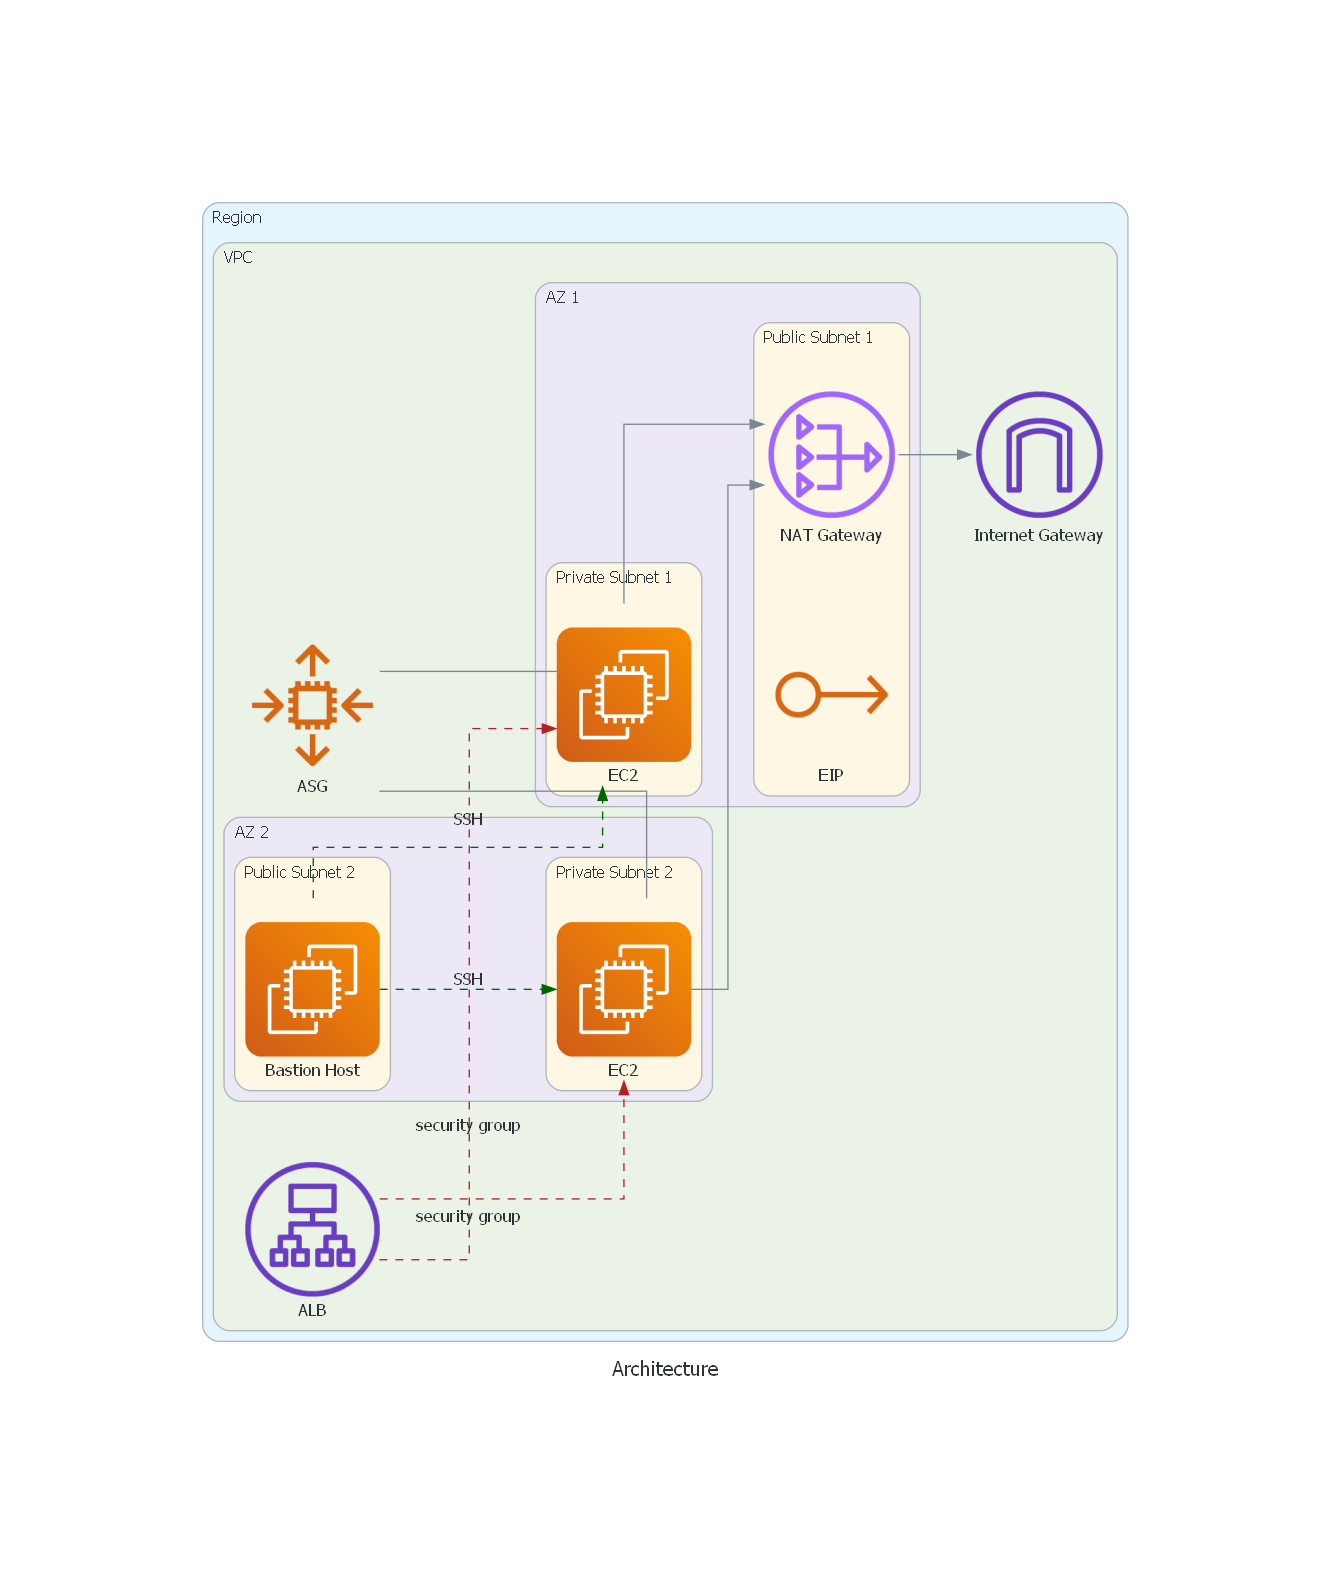 Region
VPC
AZ 1
Public Subnet 1
NAT Gateway
Internet Gateway
Private Subnet 1
EC2
EIP
ASG
SSH
AZ 2
Public Subnet 2
Private Subnet 2
SSH
Bastion Host
EC2
security group
security group
ALB
Architecture